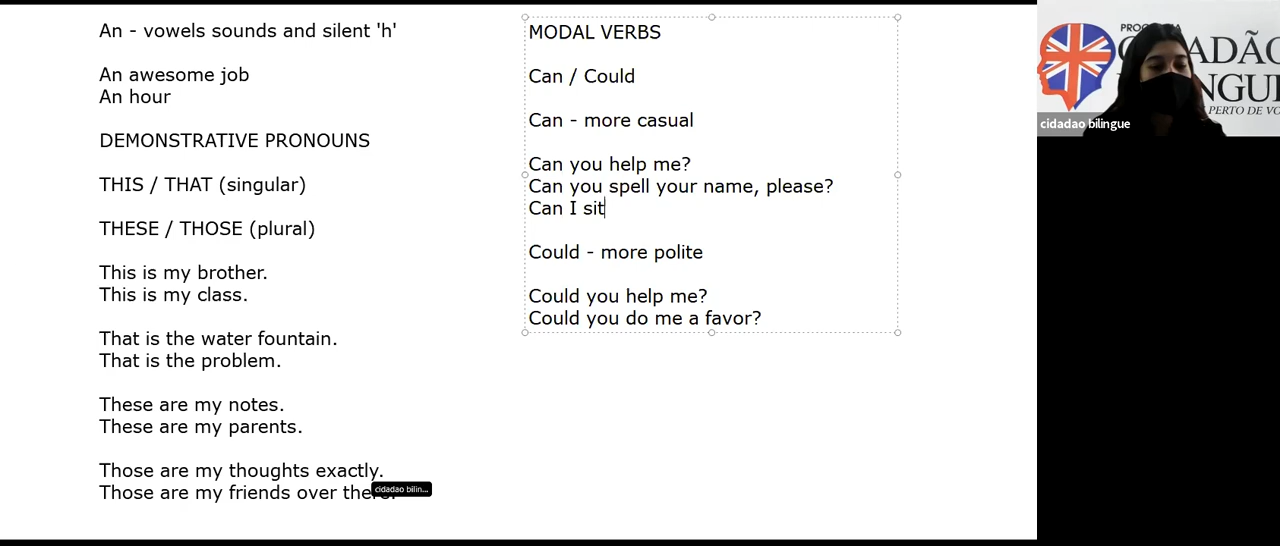 An - vowels sounds and silent 'h'
An awesome job
An hour
DEMONSTRATIVE PRONOUNS
THIS / THAT (singular)
THESE / THOSE (plural)
This is my brother.
This is my class.
That is the water fountain.
That is the problem.
These are my notes.
These are my parents.
Those are my thoughts exactly.
Those are my friends over there.
cidadao bilin...
MODAL VERBS
Can / Could
Can - more casual
Can you help me?
Can you spell your name, please?
Can I sit
Could - more polite
Could you help me?
Could you do me a favor?
cidadao bilingue